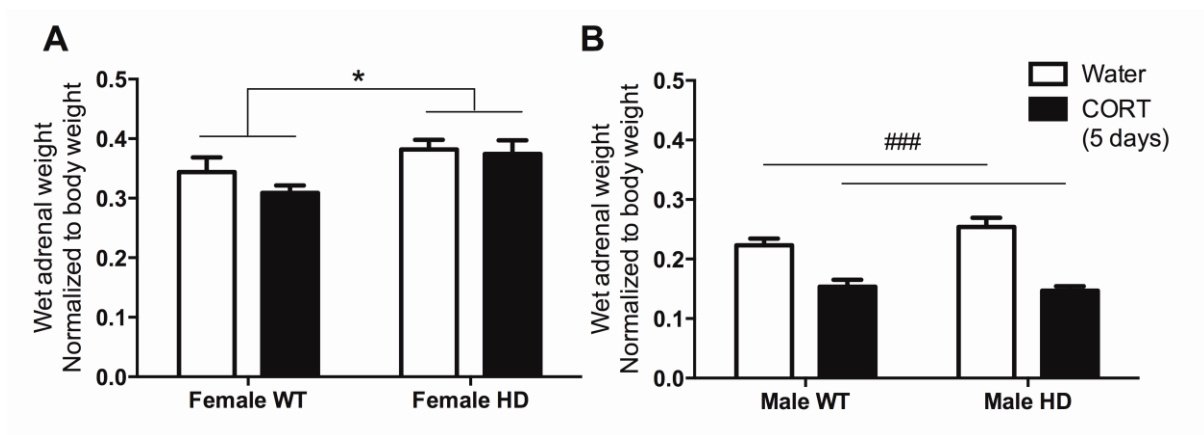 A
Wet adrenal weight
Normalized to body weight
0.5
0.4
0.3
0.2
0.1
0.0
*
Female WT
Female HD
B
Wet adrenal weight
Normalized to body weight
0.5
0.4
0.3
0.2
0.1
0.0
###
Male WT
Male HD
Water
CORT
(5 days)